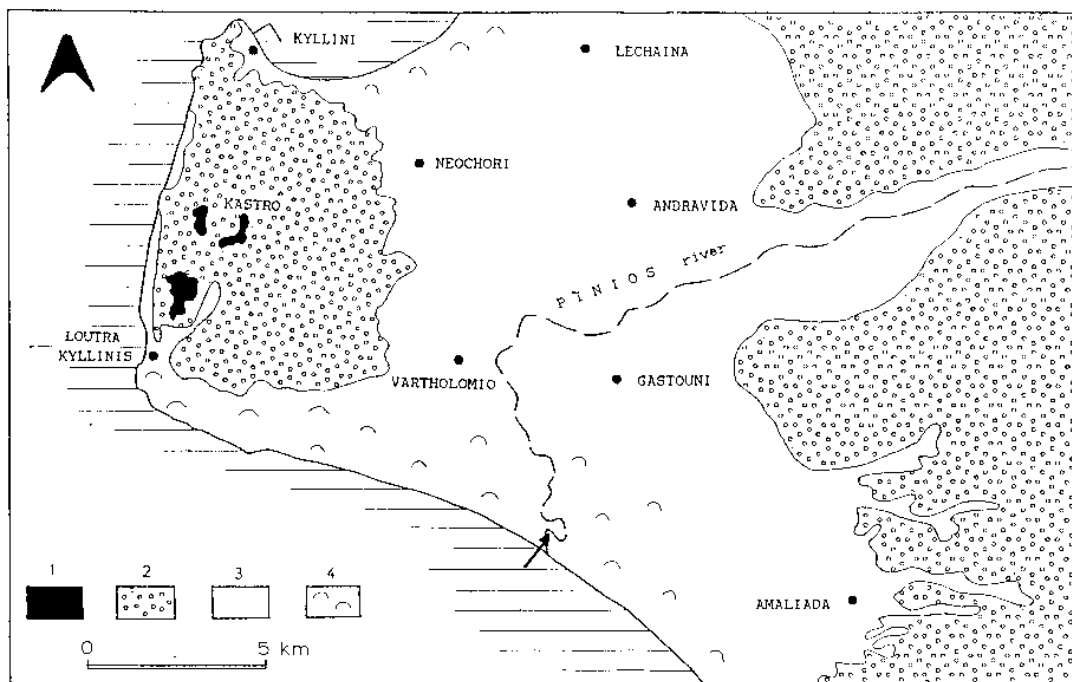 KYLLINI
LECHAINA
NEOCHORI
KASTRO
ANDRAVIDA
PINIOS river
LOUTRA
KYLLINIS
VARTHOLOMIO
GASTOUNI
AMALIADA
1 2 3 4
0 5 km